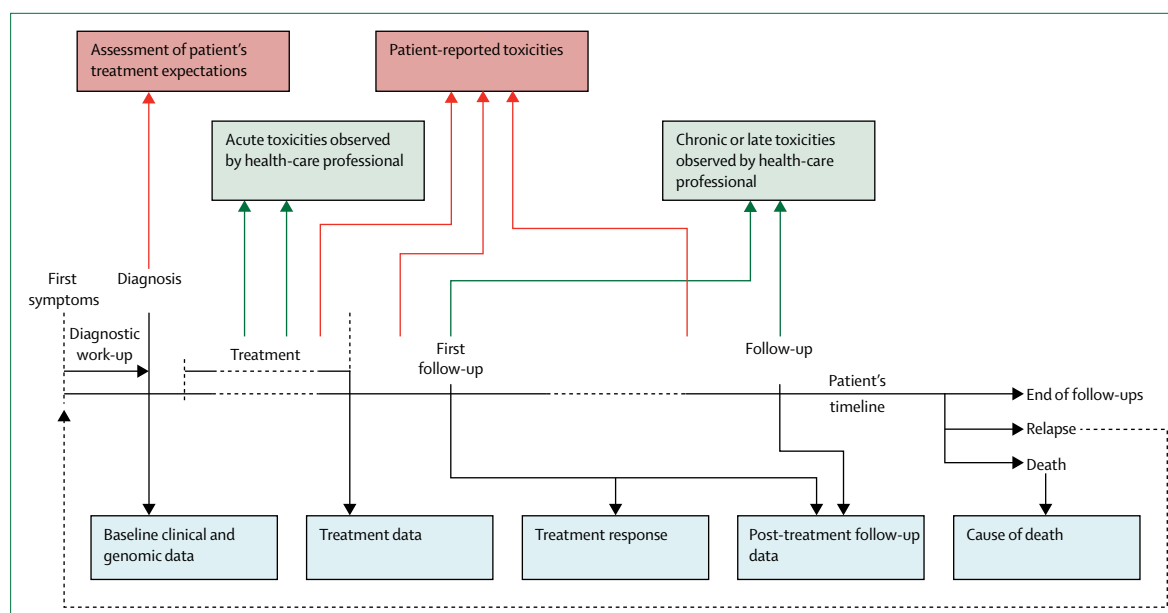 Assessment of patient's
treatment expectations
Patient-reported toxicities
Acute toxicities observed
by health-care professional
Chronic or late toxicities
observed by health-care
professional
First
symptoms
Diagnosis
Diagnostic
work-up
Treatment
First
follow-up
Follow-up
Patient's
timeline
End of follow-ups
Relapse
Death
Baseline clinical and
genomic data
Treatment data
Treatment response
Post-treatment follow-up
data
Cause of death